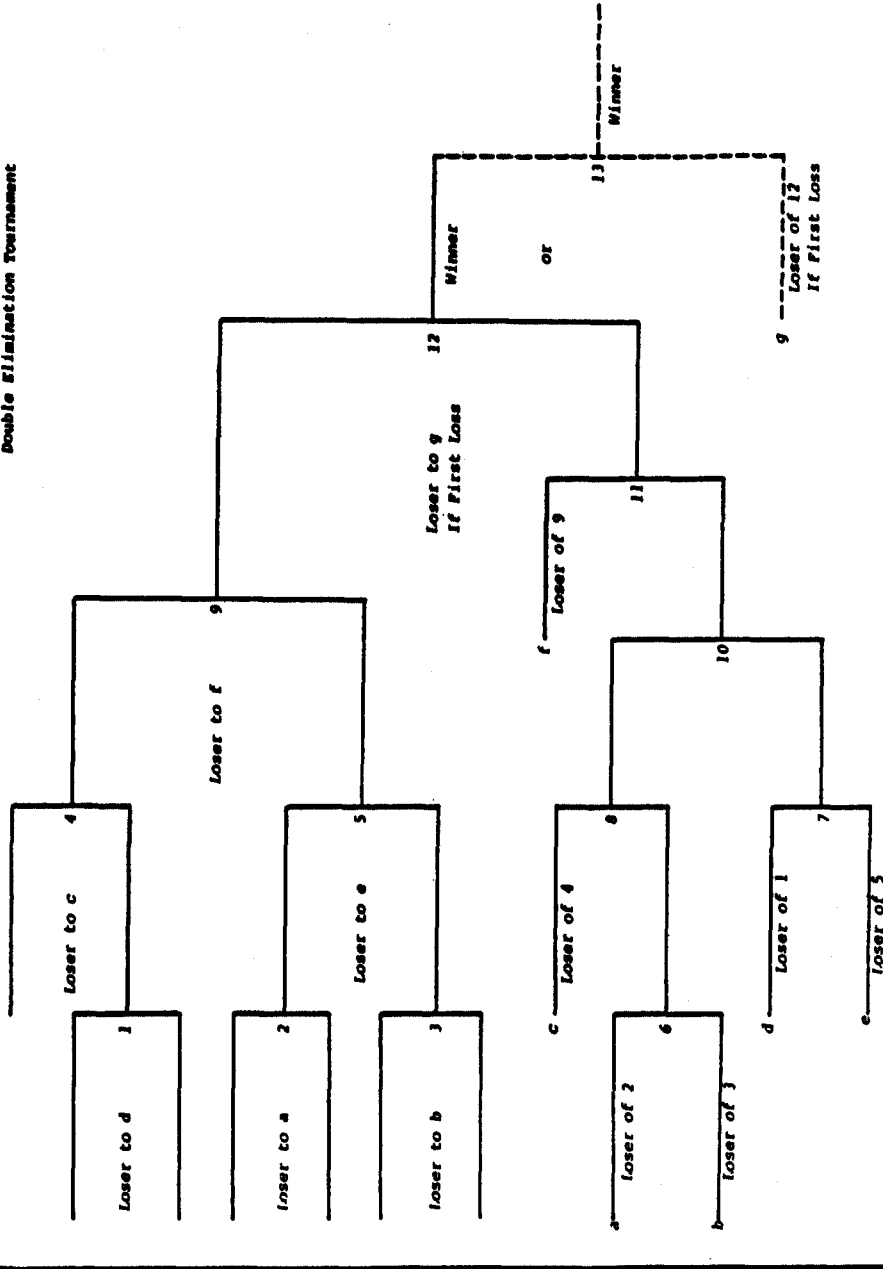 Double Elimination Tournament
Loser to c
4
Loser to d
1
Loser to f
9
Loser to a
2
Loser to e
5
Loser to b
3
Loser to g
If First Loss
12
Winner
or
13
Winner
c
Loser of 4
8
a
Loser of 2
6
b
Loser of 3
f
Loser of 9
11
10
d
Loser of 1
7
e
Loser of 5
g
Loser of 12
If First Loss